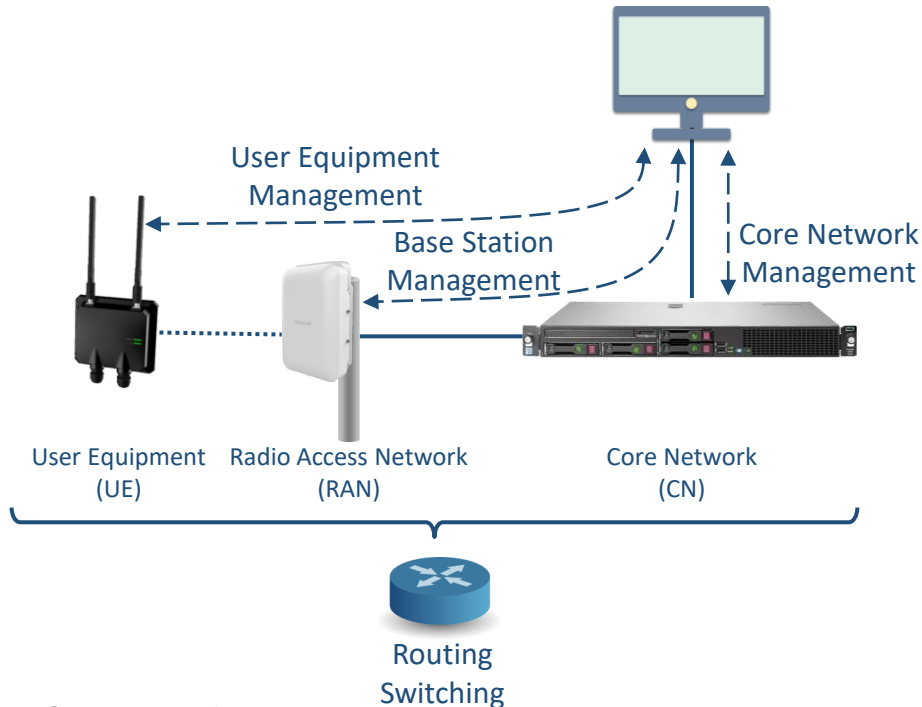 User Equipment
Management
Base Station
Management
Core Network
Management
User Equipment
(UE)
Radio Access Network
(RAN)
Core Network
(CN)
Routing
Switching